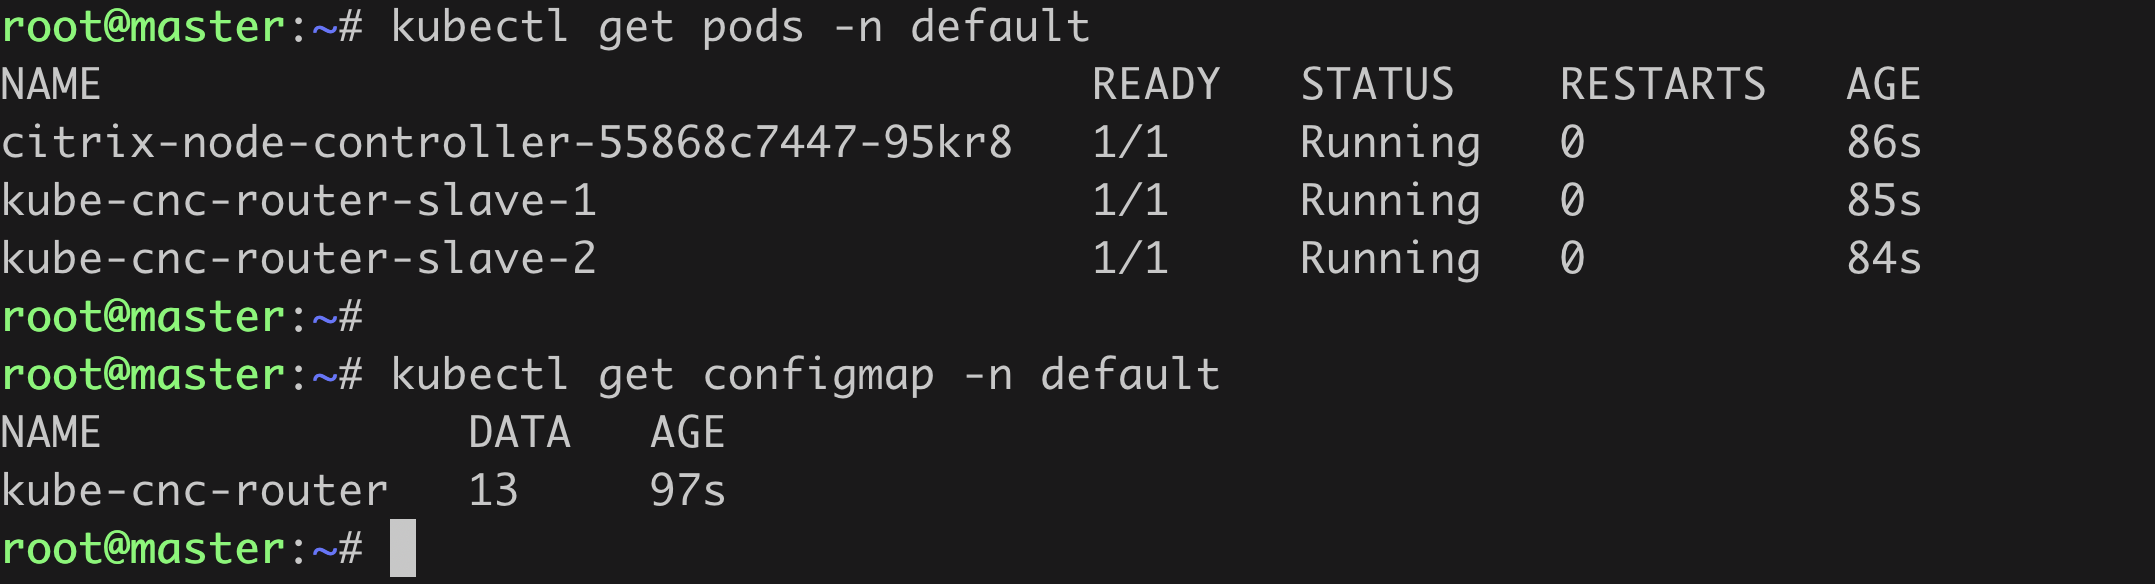 root@master:~# kubectl get pods -n default
NAME                                      READY   STATUS    RESTARTS   AGE
citrix-node-controller-55868c7447-95kr8   1/1     Running   0          86s
kube-cnc-router-slave-1                   1/1     Running   0          85s
kube-cnc-router-slave-2                   1/1     Running   0          84s
root@master:~#
root@master:~# kubectl get configmap -n default
NAME              DATA   AGE
kube-cnc-router   13     97s
root@master:~#